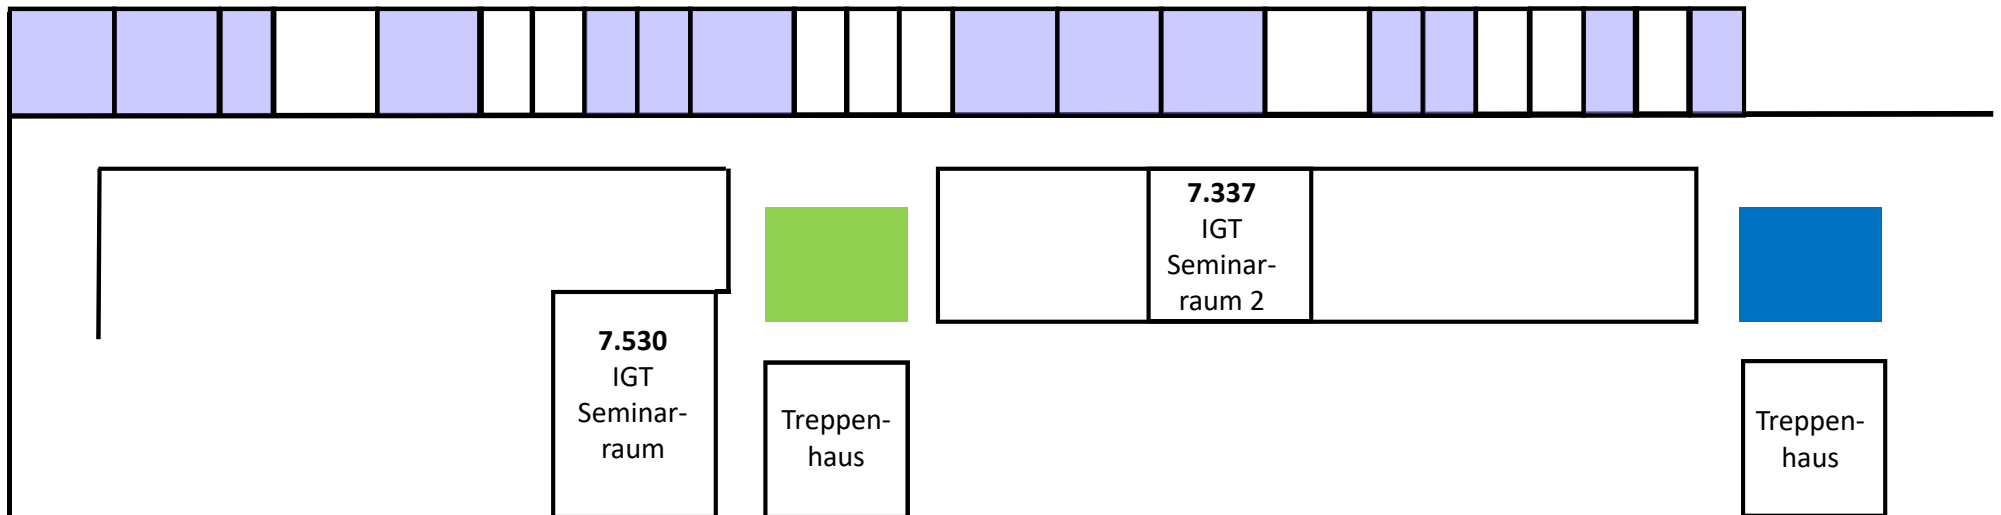 7.337
IGT
Seminar-
raum 2
7.530
IGT
Seminar-
raum
Treppen-
haus
Treppen-
haus